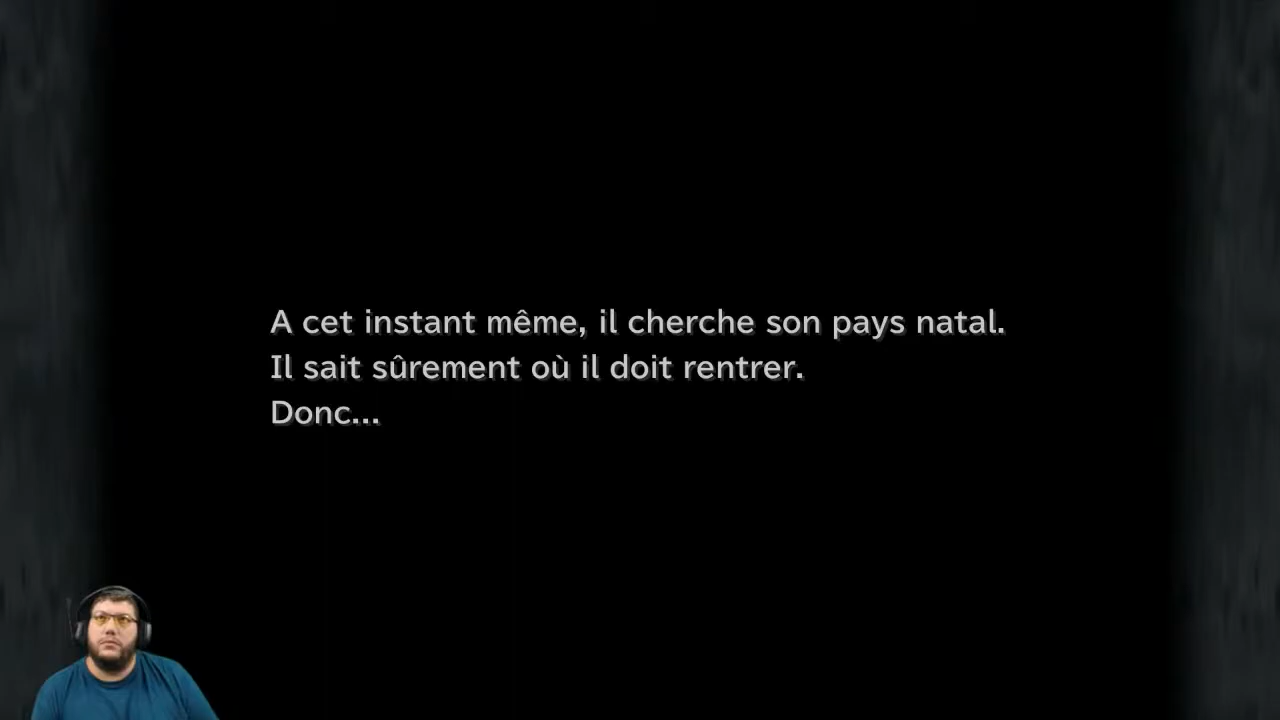 A cet instant même, il cherche son pays natal.
Il sait sûrement où il doit rentrer.
Donc...